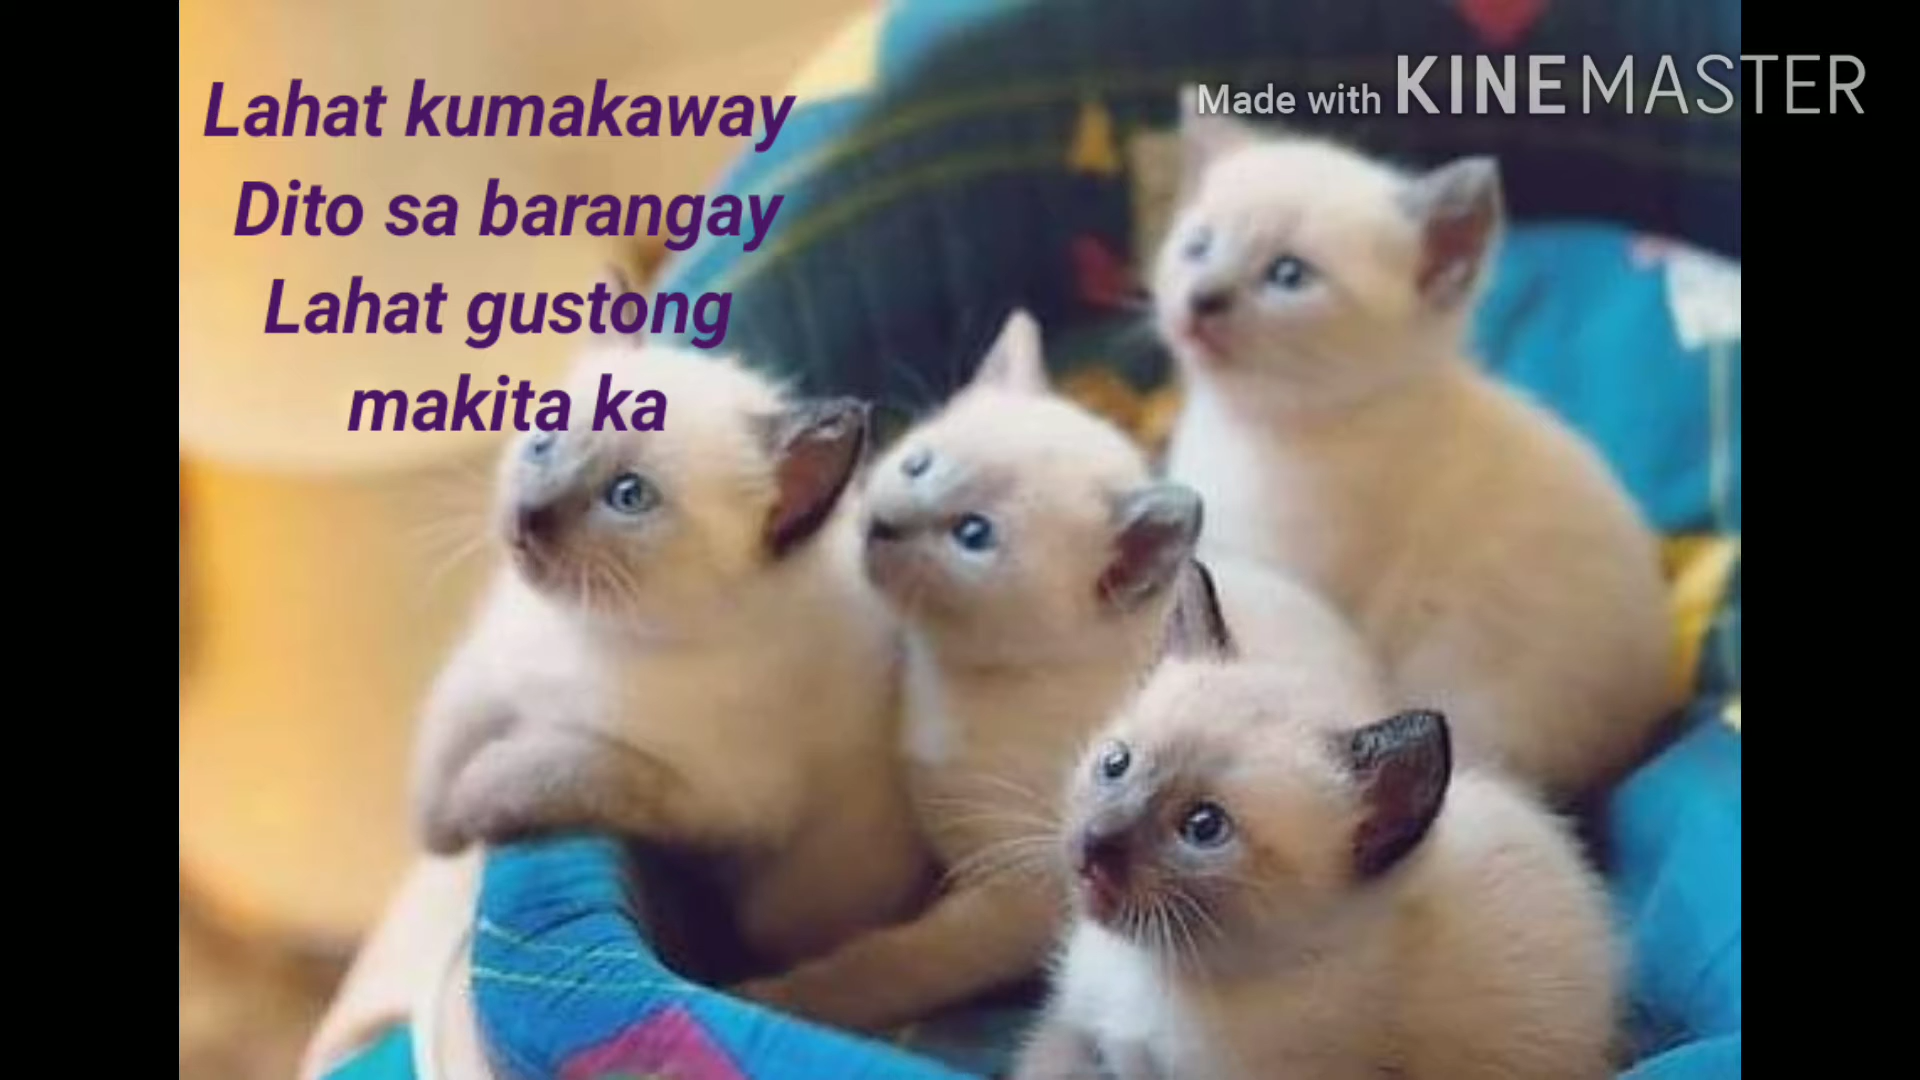 Lahat kumakaway
Dito sa barangay
Lahat gustong
makita ka
Made with KINEMASTER